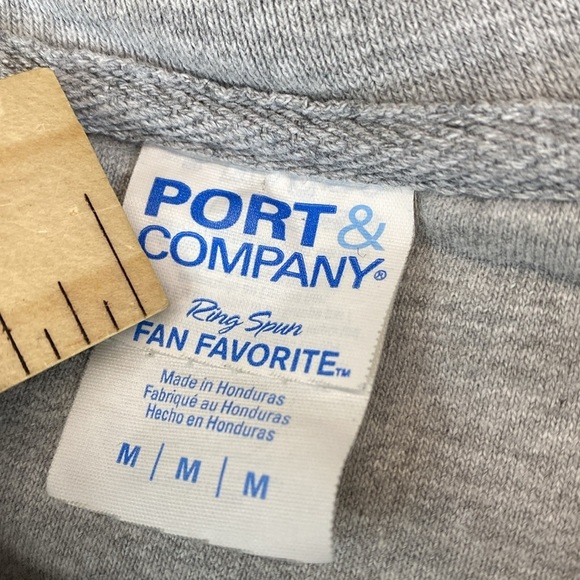 PORT &
COMPANY®
Ring Spun
FAN FAVORITE™
Made in Honduras
Fabriqué au Honduras
Hecho en Honduras
M | M | M